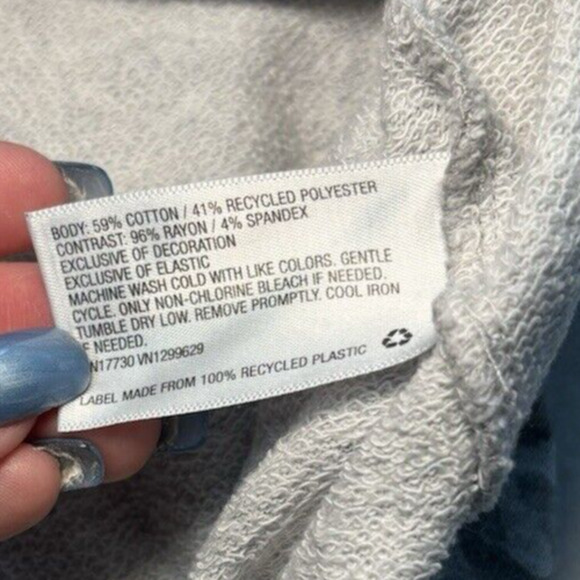 BODY: 59% COTTON / 41% RECYCLED POLYESTER
CONTRAST: 96% RAYON / 4% SPANDEX
EXCLUSIVE OF DECORATION
EXCLUSIVE OF ELASTIC
MACHINE WASH COLD WITH LIKE COLORS. GENTLE
CYCLE. ONLY NON-CHLORINE BLEACH IF NEEDED.
TUMBLE DRY LOW. REMOVE PROMPTLY. COOL IRON
F NEEDED.
N17730 VN1299629
LABEL MADE FROM 100% RECYCLED PLASTIC